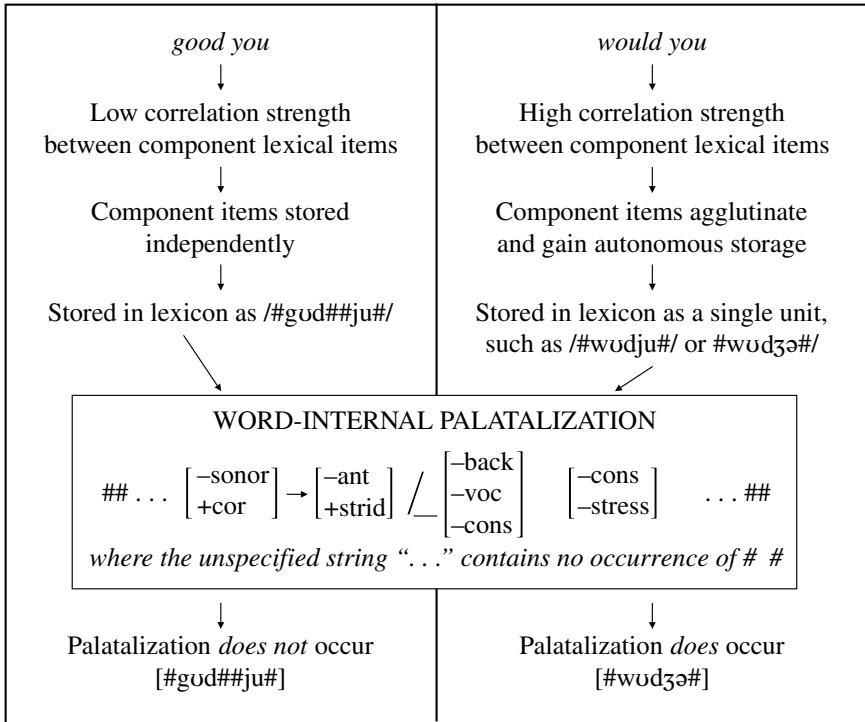 good you
Low correlation strength
between component lexical items
Component items stored
independently
Stored in lexicon as /#gʊd##ju#/
would you
High correlation strength
between component lexical items
Component items agglutinate
and gain autonomous storage
Stored in lexicon as a single unit,
such as /#wʊdju#/ or #wʊdʒə#/
WORD-INTERNAL PALATALIZATION
## . . . [–sonor +cor] → [–ant +strid] /__ [–back –voc –cons] [–cons –stress] . . . ##
where the unspecified string “. . .” contains no occurrence of # #
Palatalization does not occur
[#gʊd##ju#]
Palatalization does occur
[#wʊdʒə#]